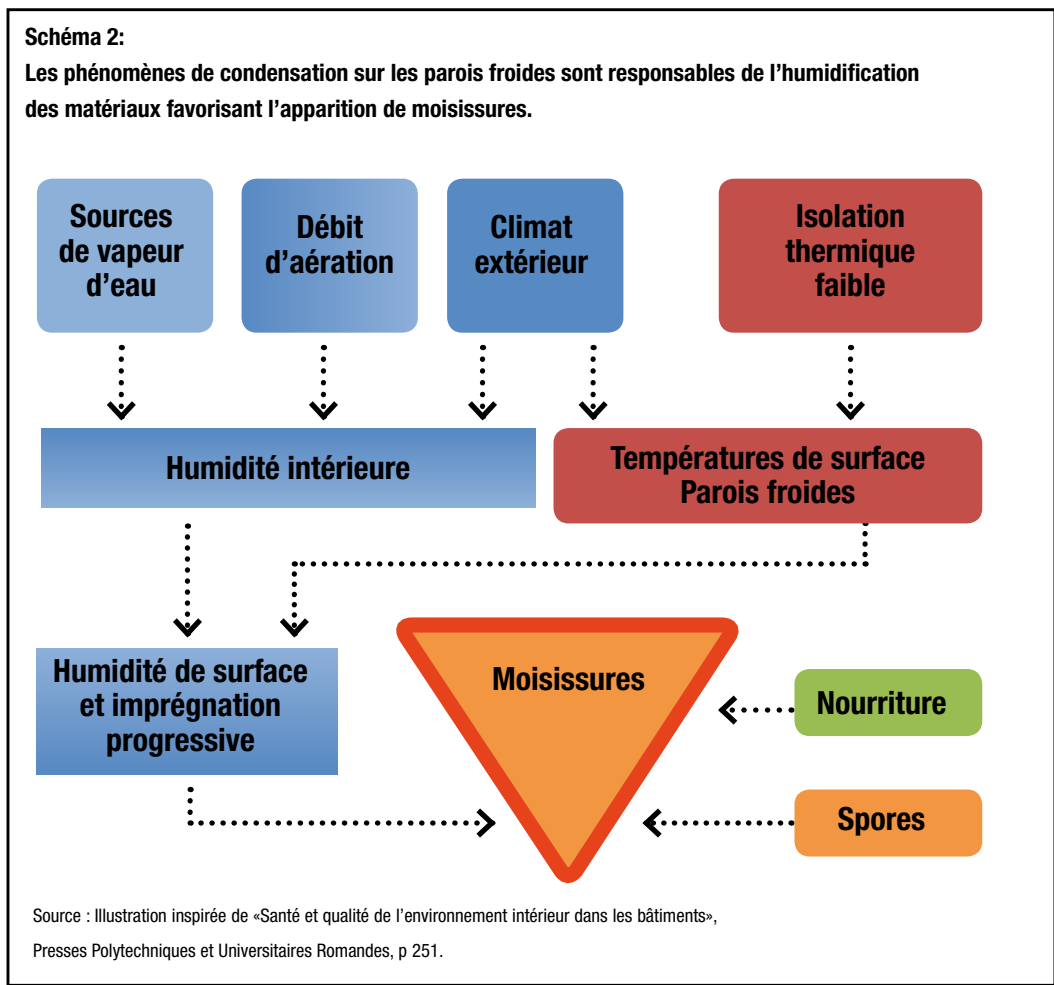 Schéma 2:
Les phénomènes de condensation sur les parois froides sont responsables de l'humidification
des matériaux favorisant l'apparition de moisissures.
Sources
de vapeur
d'eau
Débit
d'aération
Climat
extérieur
Isolation
thermique
faible
Humidité intérieure
Températures de surface
Parois froides
Humidité de surface
et imprégnation
progressive
Moisissures
Nourriture
Spores
Source : Illustration inspirée de «Santé et qualité de l'environnement intérieur dans les bâtiments»,
Presses Polytechniques et Universitaires Romandes, p 251.